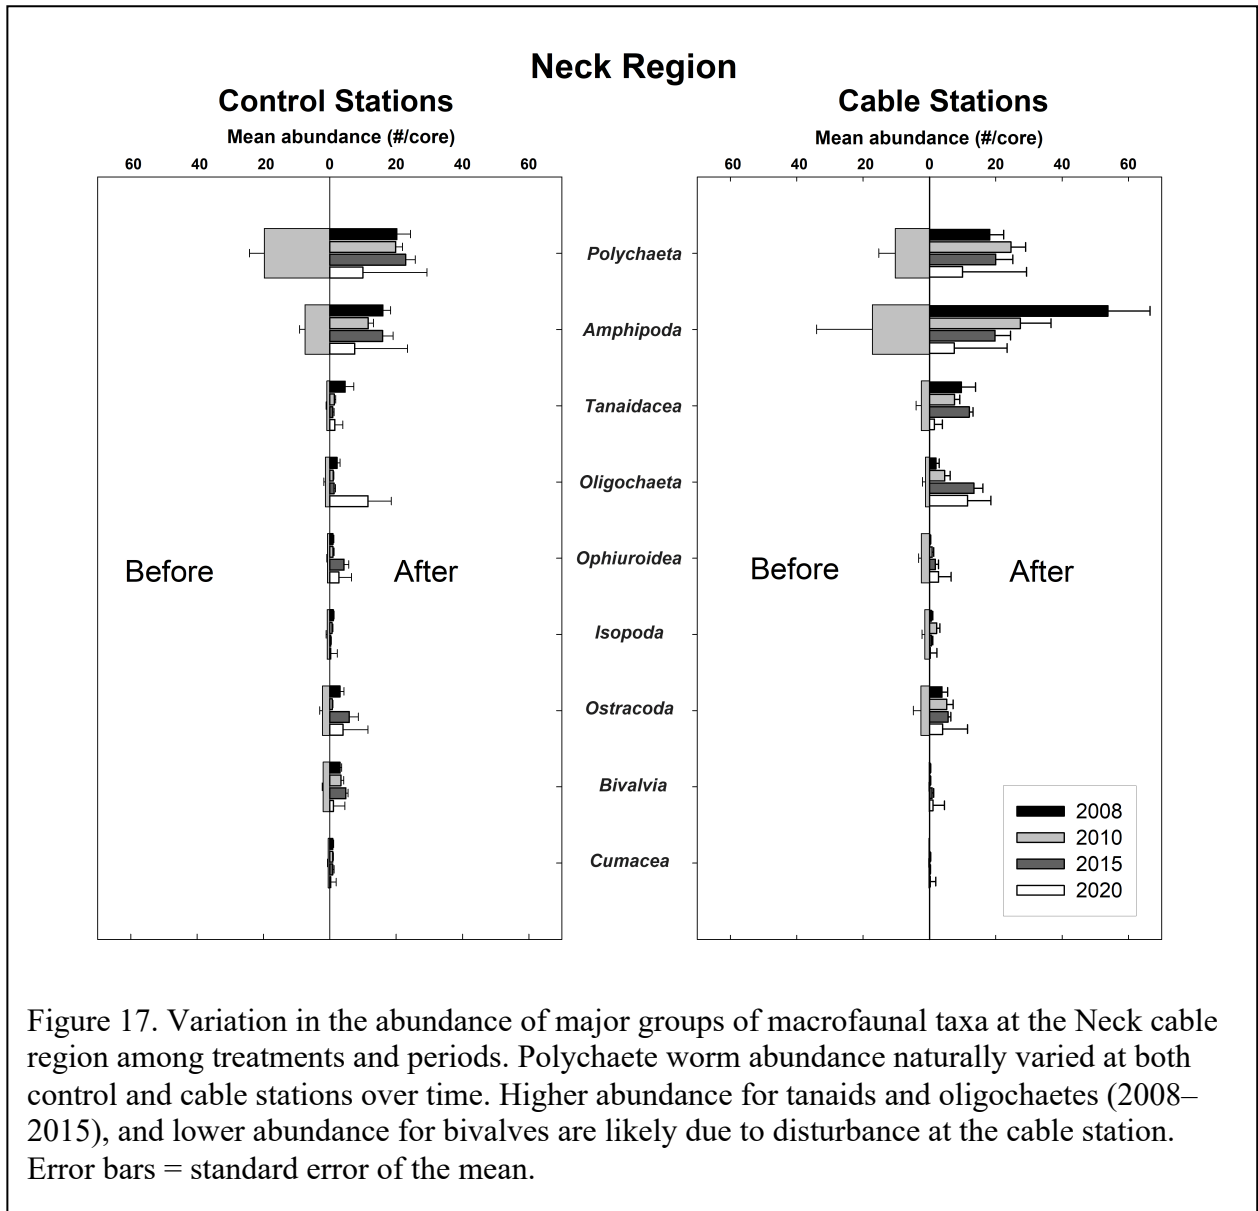 Neck Region
Control Stations
Cable Stations
Mean abundance (#/core)
Mean abundance (#/core)
60 40 20 0 20 40 60
60 40 20 0 20 40 60
Polychaeta
Amphipoda
Tanaidacea
Oligochaeta
Ophiuroidea
Before
After
Before
After
Isopoda
Ostracoda
Bivalvia
Cumacea
2008
2010
2015
2020
Figure 17. Variation in the abundance of major groups of macrofaunal taxa at the Neck cable
region among treatments and periods. Polychaete worm abundance naturally varied at both
control and cable stations over time. Higher abundance for tanaids and oligochaetes (2008–
2015), and lower abundance for bivalves are likely due to disturbance at the cable station.
Error bars = standard error of the mean.